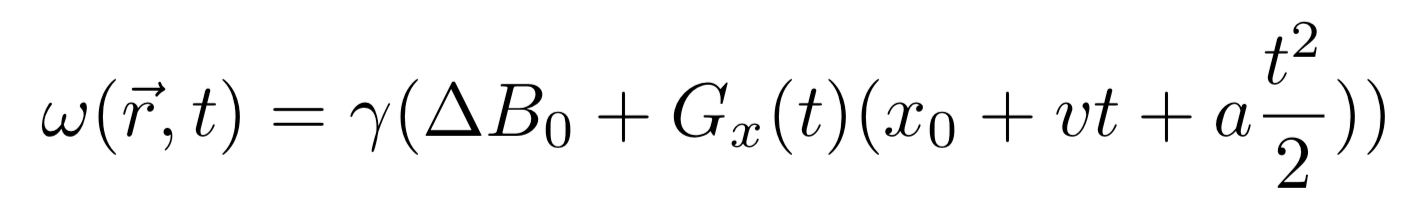 ω(r⃗, t) = γ(ΔB₀ + Gₓ(t)(x₀ + vt + a t²/2))